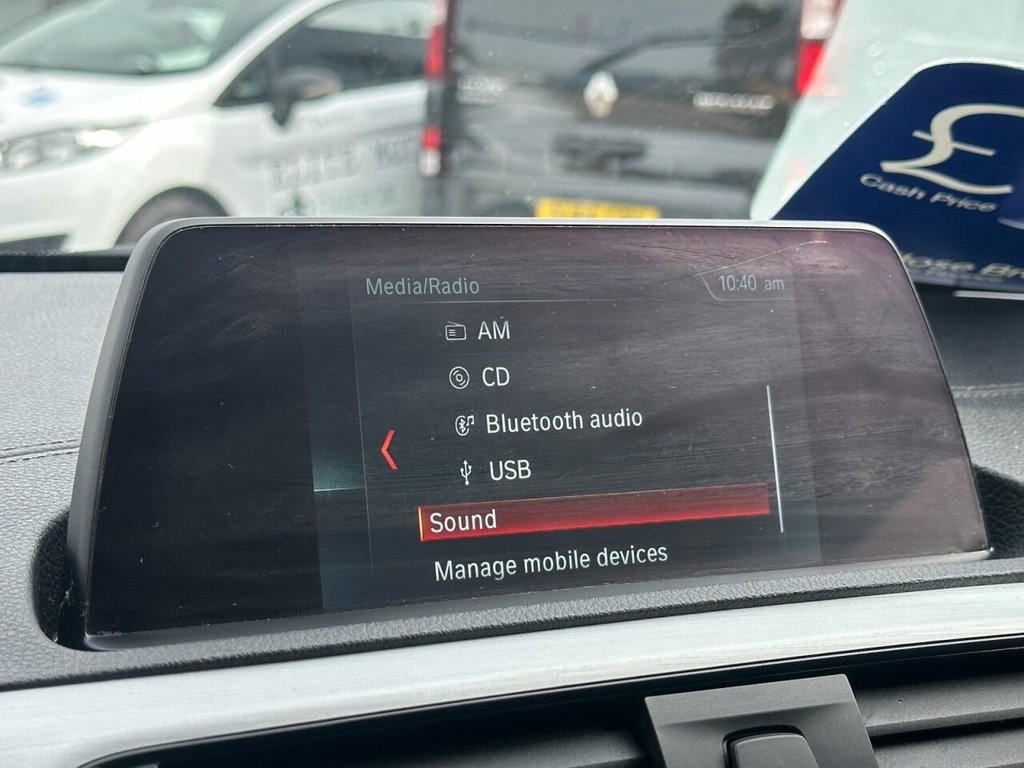 £
Cash Price
Media/Radio
10:40 am
AM
CD
Bluetooth audio
USB
Sound
Manage mobile devices